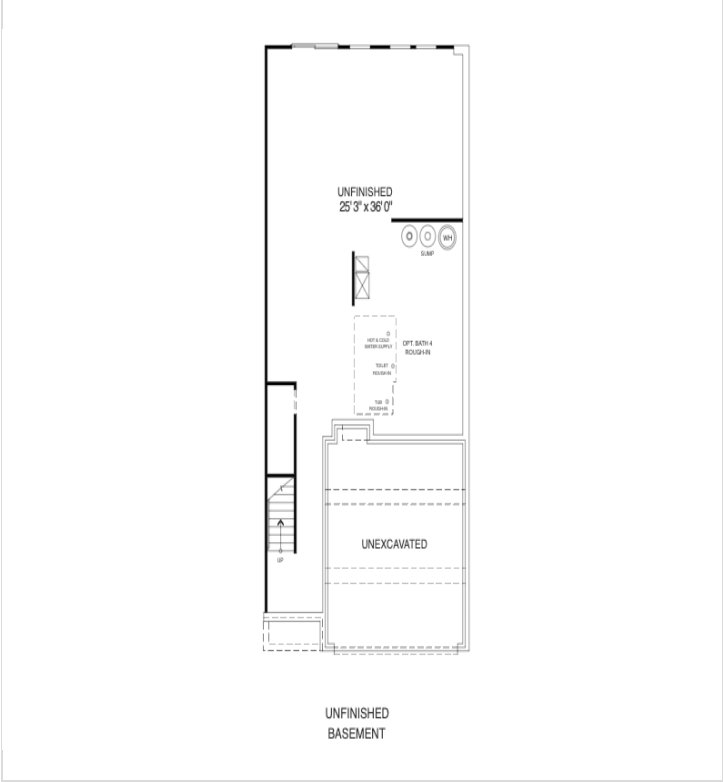 UNFINISHED
25' 3" x 36' 0"
WH
SUMP
HOT & COLD
WATER SUPPLY
OPT. BATH 4
ROUGH-IN
TOILET
ROUGH-IN
TUB
ROUGH-IN
UNEXCAVATED
UP
UNFINISHED
BASEMENT